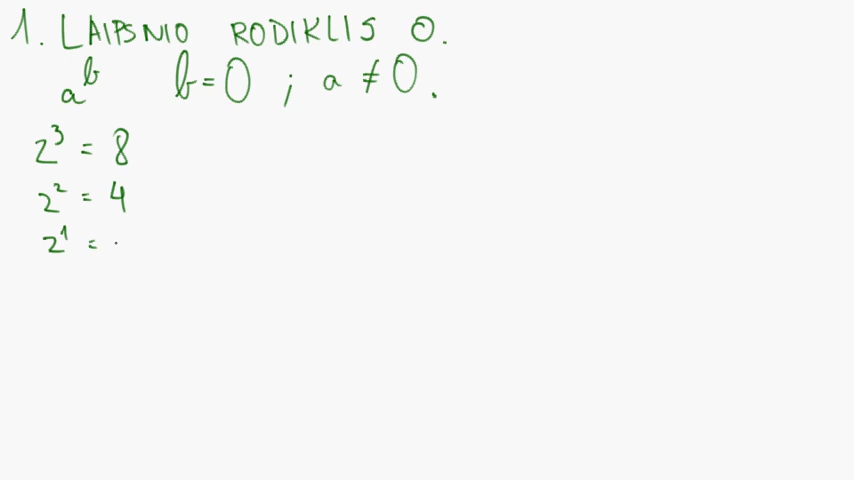 1. LAIPSNIO RODIKLIS 0.
a^b b=0 ; a ≠ 0.
2^3 = 8
2^2 = 4
2^1 = .